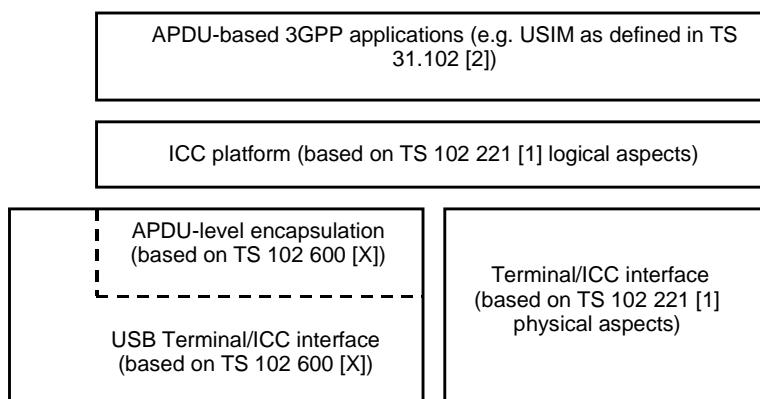 APDU-based 3GPP applications (e.g. USIM as defined in TS
31.102 [2])
ICC platform (based on TS 102 221 [1] logical aspects)
APDU-level encapsulation
(based on TS 102 600 [X])
USB Terminal/ICC interface
(based on TS 102 600 [X])
Terminal/ICC interface
(based on TS 102 221 [1]
physical aspects)